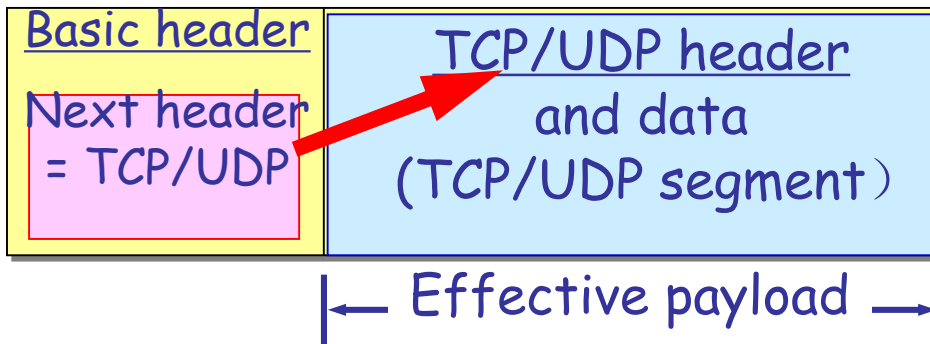 Basic header
Next header
= TCP/UDP
TCP/UDP header
and data
(TCP/UDP segment）
Effective payload